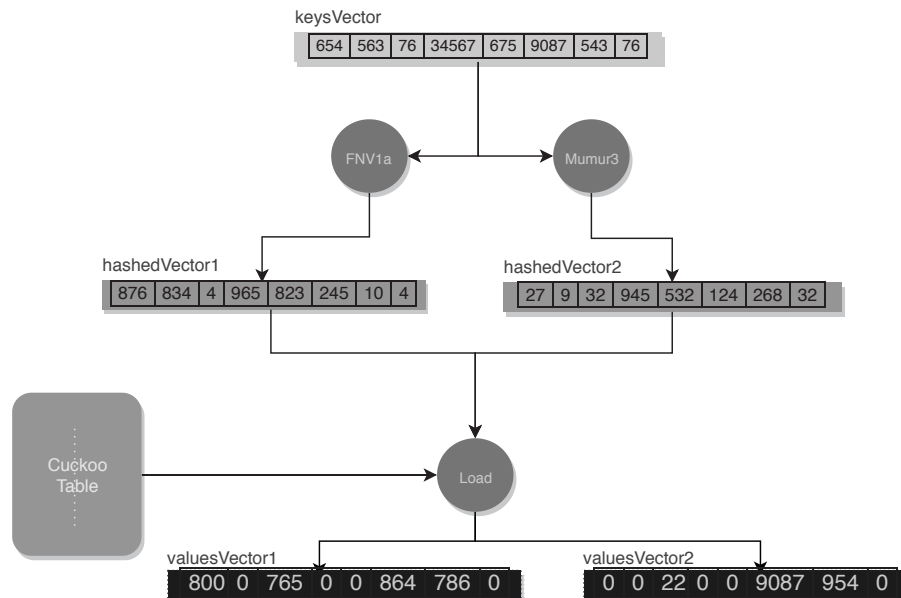 keysVector
654 563 76 34567 675 9087 543 76
FNV1a
Mumur3
hashedVector1
876 834 4 965 823 245 10 4
hashedVector2
27 9 32 945 532 124 268 32
Cuckoo
Table
Load
valuesVector1
800 0 765 0 0 864 786 0
valuesVector2
0 0 22 0 0 9087 954 0